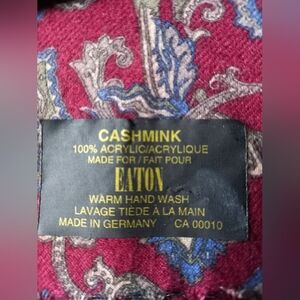 CASHMINK
100% ACRYLIC/ACRYLIQUE
MADE FOR / FAIT POUR
EATON
WARM HAND WASH
LAVAGE TIÈDE À LA MAIN
MADE IN GERMANY CA 00010